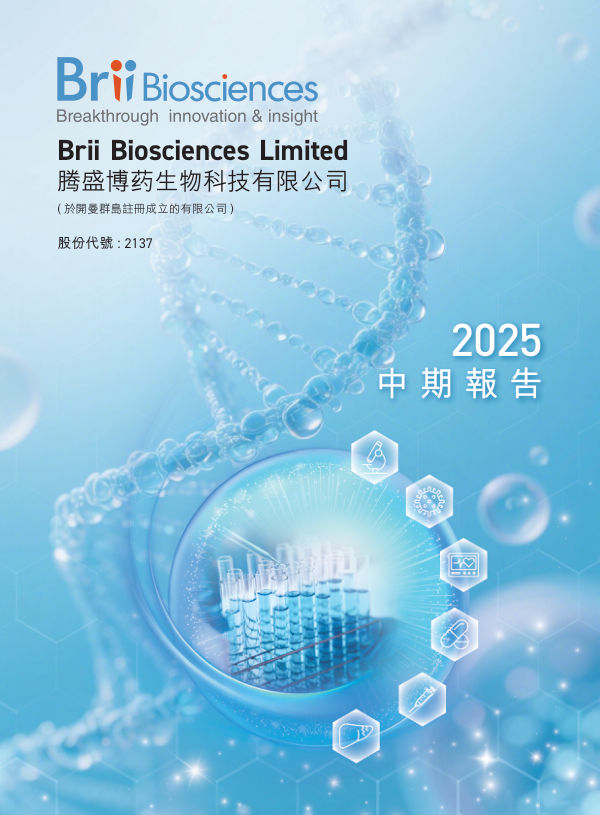 Brii Biosciences
Breakthrough innovation & insight
Brii Biosciences Limited
腾盛博药生物科技有限公司
( 於開曼群島註冊成立的有限公司 )
股份代號 : 2137
2025
中期報告